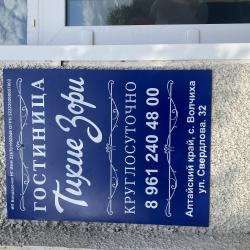 ГОСТИНИЦА
Тихие Зори
КРУГЛОСУТОЧНО
8 961 240 48 00
Алтайский край, с. Волчиха
ул. Свердлова. 32